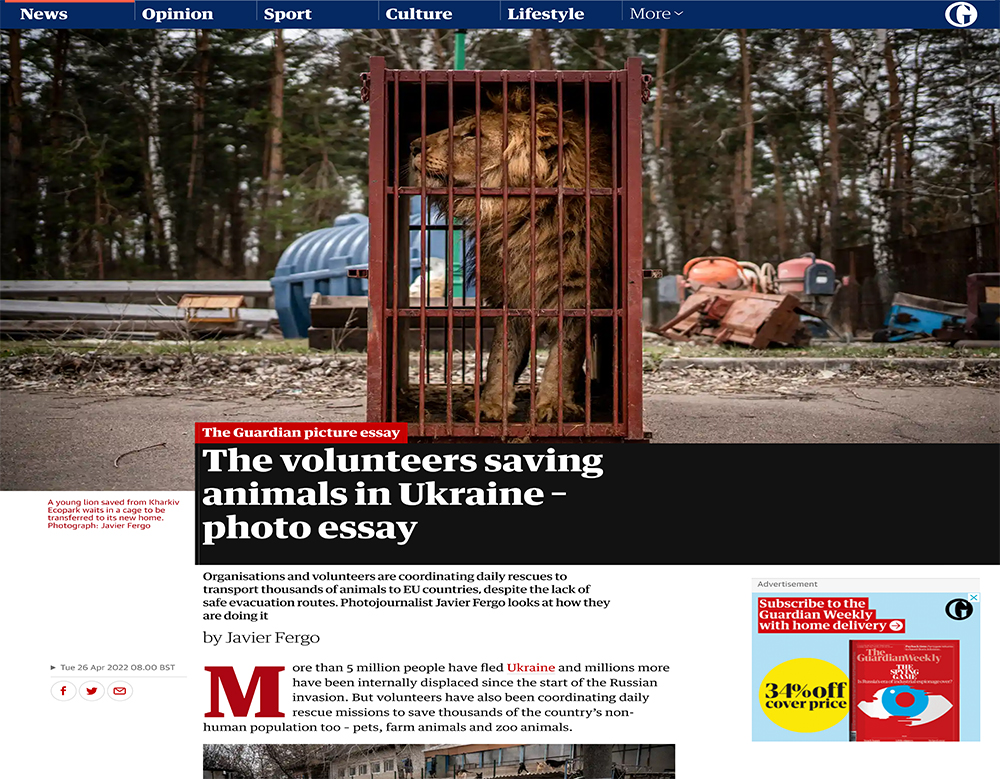 News Opinion Sport Culture Lifestyle More
The Guardian picture essay
The volunteers saving
animals in Ukraine –
photo essay
A young lion saved from Kharkiv
Ecopark waits in a cage to be
transferred to its new home.
Photograph: Javier Fergo
Organisations and volunteers are coordinating daily rescues to
transport thousands of animals to EU countries, despite the lack of
safe evacuation routes. Photojournalist Javier Fergo looks at how they
are doing it
by Javier Fergo
Tue 26 Apr 2022 08.00 BST
More than 5 million people have fled Ukraine and millions more
have been internally displaced since the start of the Russian
invasion. But volunteers have also been coordinating daily
rescue missions to save thousands of the country’s non-
human population too – pets, farm animals and zoo animals.
Advertisement
Subscribe to the
Guardian Weekly
with home delivery
34% off
cover price
The
Guardian Weekly
THE
SPYING
GAME
Is Russia's era of industrial espionage over?